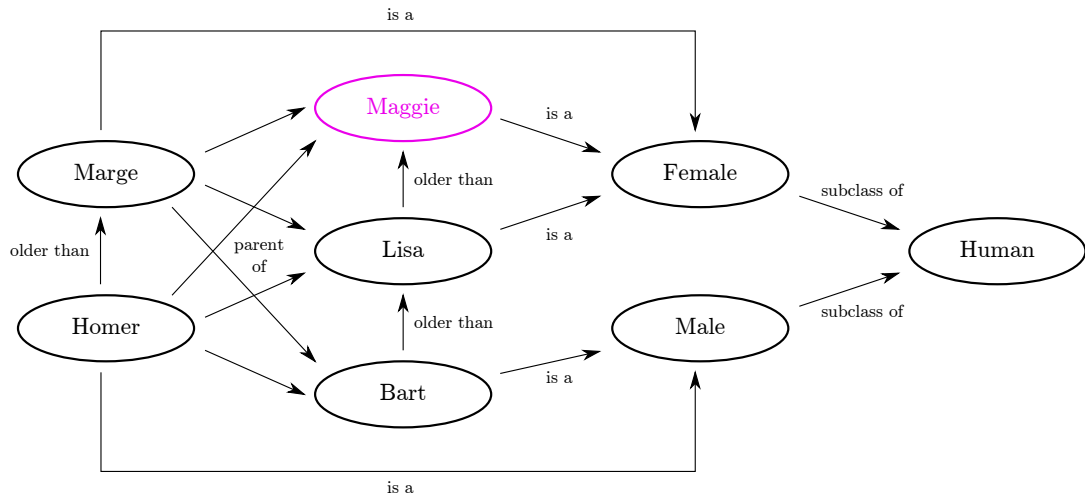 is a
Maggie
is a
Marge
older than
Female
subclass of
older than
parent
of
Lisa
is a
Human
Homer
older than
Male
subclass of
Bart
is a
is a